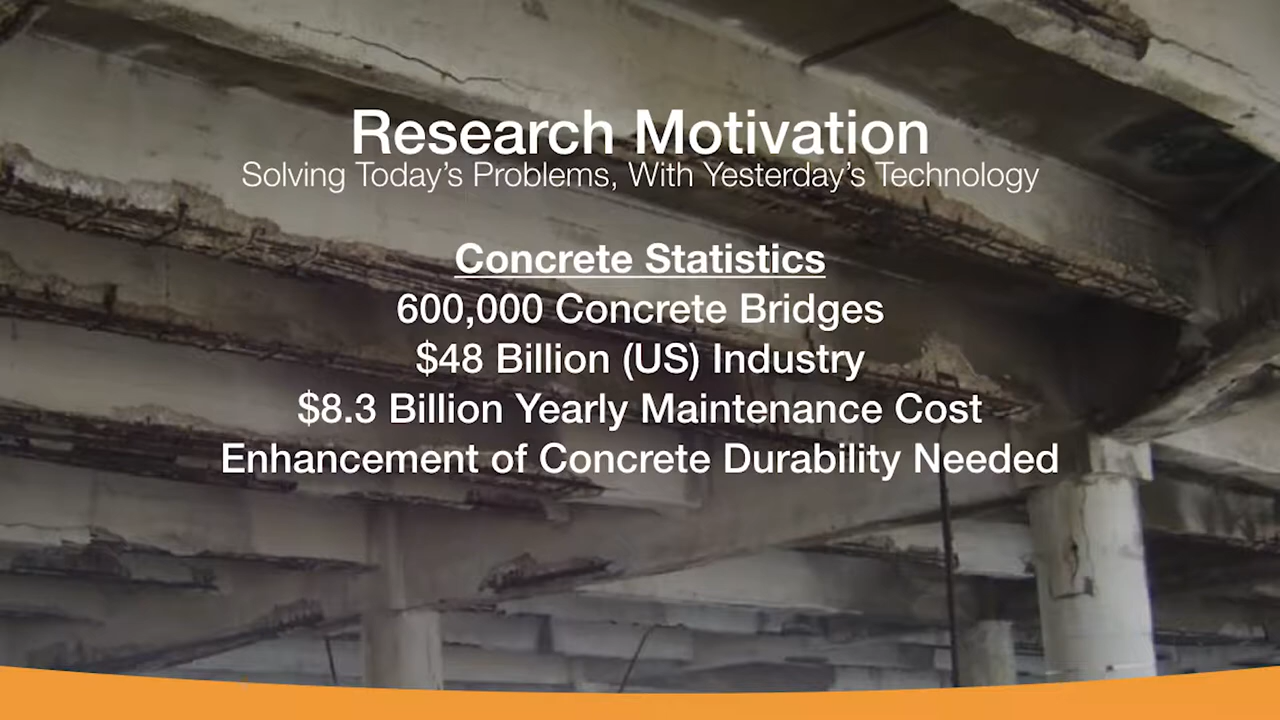 Research Motivation
Solving Today's Problems, With Yesterday's Technology
Concrete Statistics
600,000 Concrete Bridges
$48 Billion (US) Industry
$8.3 Billion Yearly Maintenance Cost
Enhancement of Concrete Durability Needed